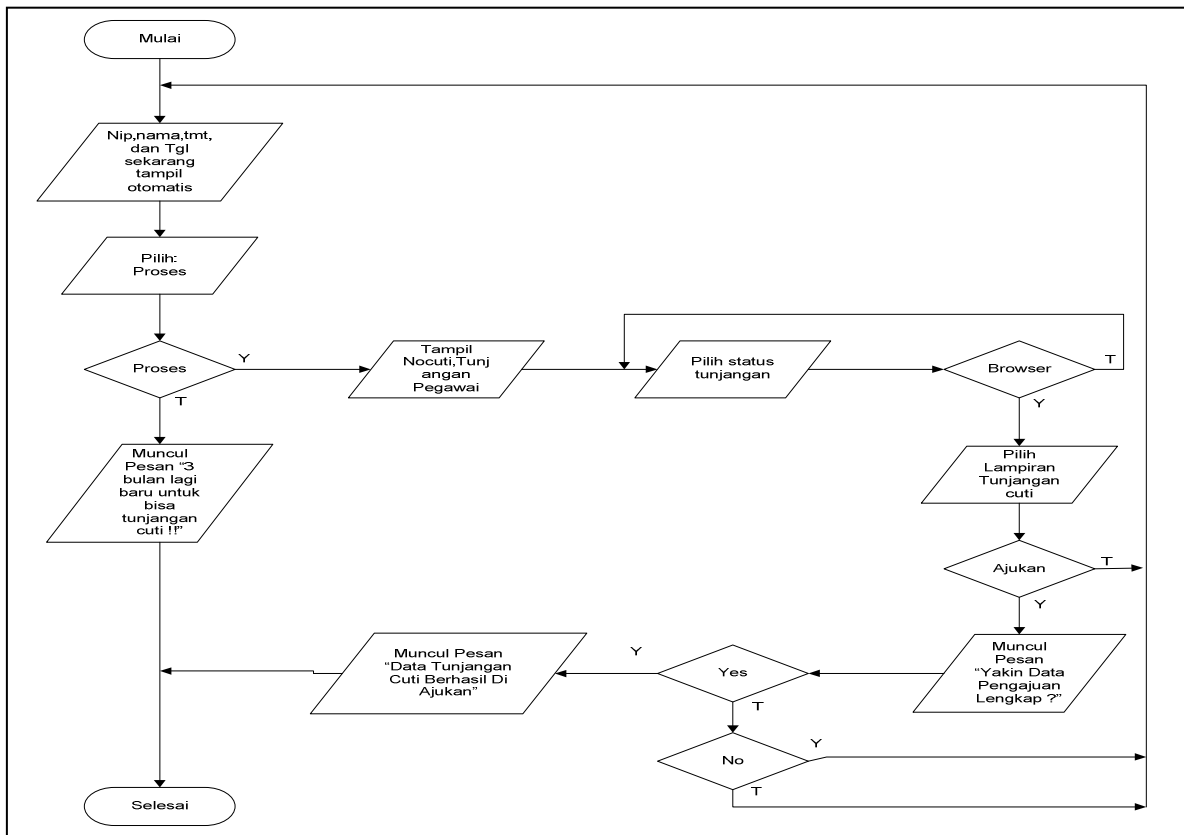 Mulai
Nip,nama,tmt,
dan Tgl
sekarang
tampil
otomatis
Pilih:
Proses
Proses
Y
T
Tampil
Nocuti,Tunj
angan
Pegawai
Pilih status
tunjangan
Browser
T
Y
Muncul
Pesan “3
bulan lagi
baru untuk
bisa
tunjangan
cuti !!”
Pilih
Lampiran
Tunjangan
cuti
Ajukan
T
Y
Muncul
Pesan
“Yakin Data
Pengajuan
Lengkap ?”
Yes
Y
T
Muncul Pesan
“Data Tunjangan
Cuti Berhasil Di
Ajukan”
No
Y
T
Selesai